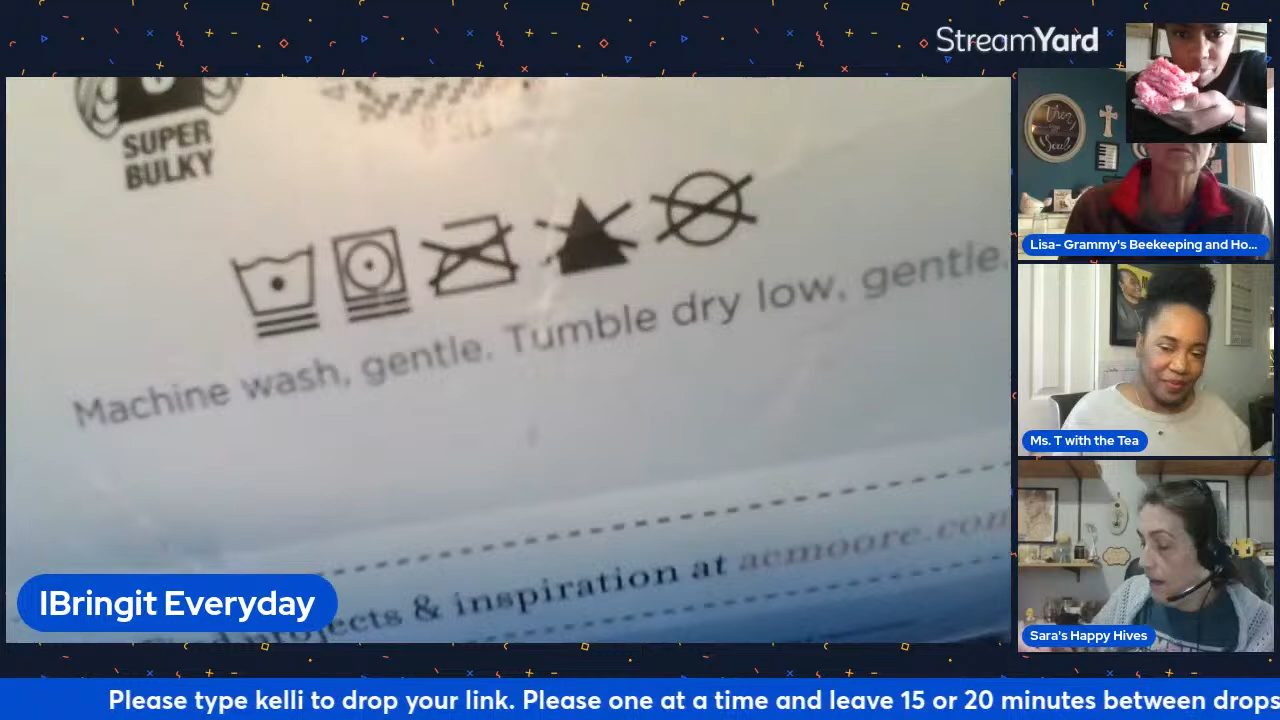 StreamYard
SUPER
BULKY
Machine wash, gentle. Tumble dry low, gentle.
projects & inspiration at acmoore.com
IBringit Everyday
They
Soul
Lisa- Grammy's Beekeeping and Ho...
Ms. T with the Tea
Sara's Happy Hives
Please type kelli to drop your link. Please one at a time and leave 15 or 20 minutes between drops